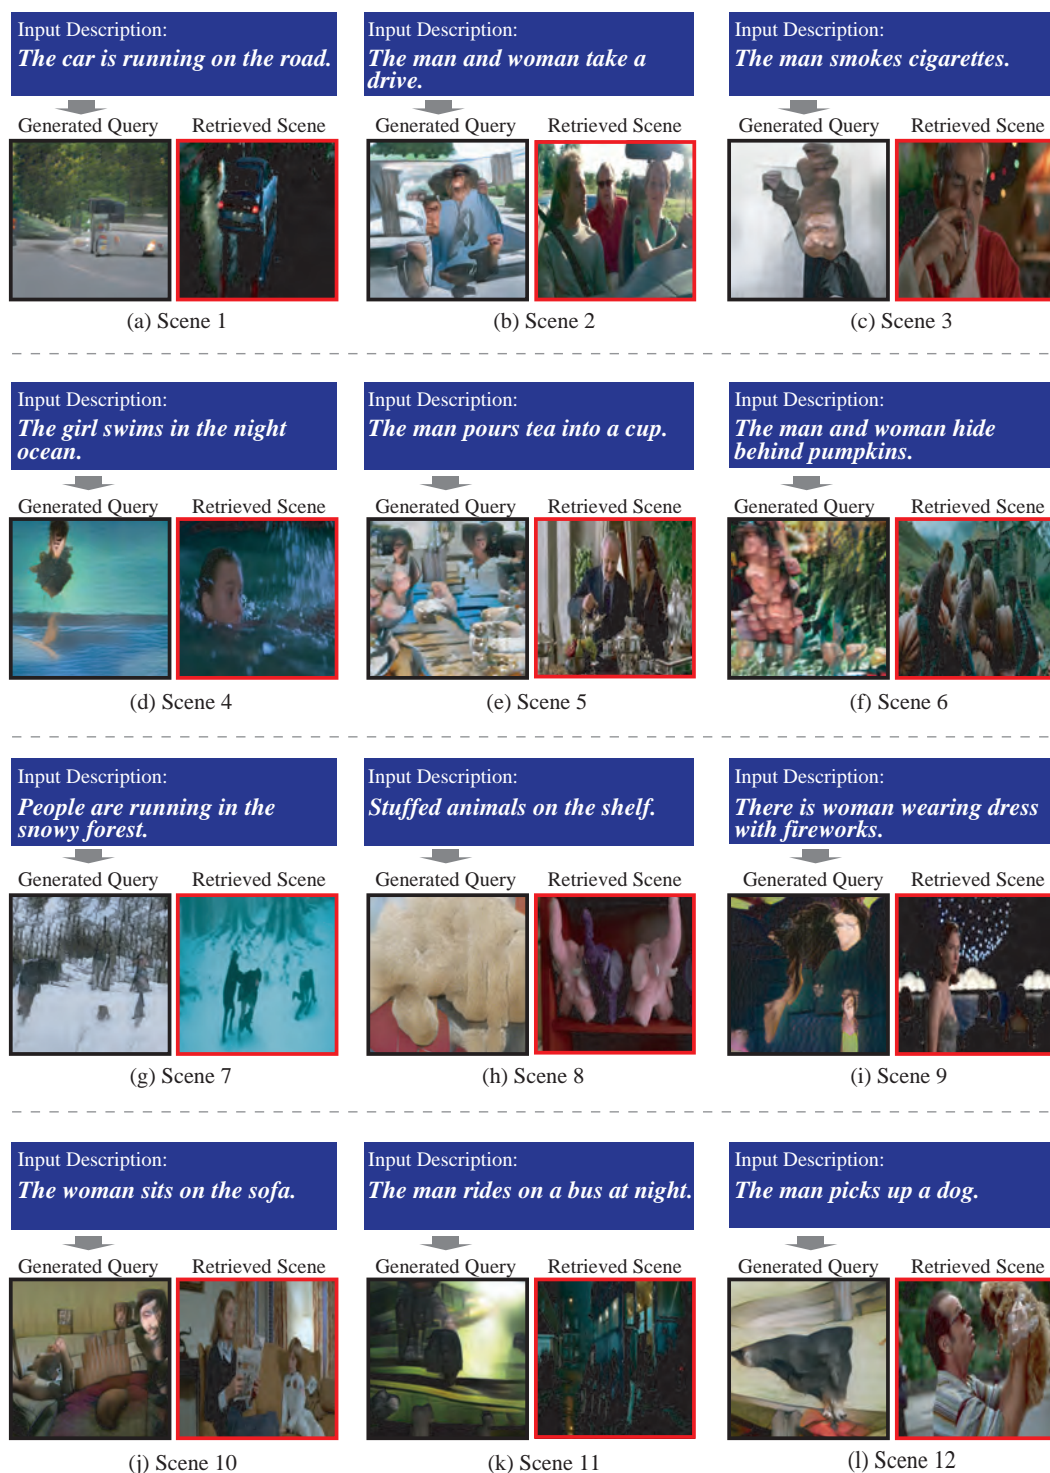 Input Description:
The car is running on the road.
Generated Query
Retrieved Scene
(a) Scene 1
Input Description:
The man and woman take a
drive.
Generated Query
Retrieved Scene
(b) Scene 2
Input Description:
The man smokes cigarettes.
Generated Query
Retrieved Scene
(c) Scene 3
Input Description:
The girl swims in the night
ocean.
Generated Query
Retrieved Scene
(d) Scene 4
Input Description:
The man pours tea into a cup.
Generated Query
Retrieved Scene
(e) Scene 5
Input Description:
The man and woman hide
behind pumpkins.
Generated Query
Retrieved Scene
(f) Scene 6
Input Description:
People are running in the
snowy forest.
Generated Query
Retrieved Scene
(g) Scene 7
Input Description:
Stuffed animals on the shelf.
Generated Query
Retrieved Scene
(h) Scene 8
Input Description:
There is woman wearing dress
with fireworks.
Generated Query
Retrieved Scene
(i) Scene 9
Input Description:
The woman sits on the sofa.
Generated Query
Retrieved Scene
(j) Scene 10
Input Description:
The man rides on a bus at night.
Generated Query
Retrieved Scene
(k) Scene 11
Input Description:
The man picks up a dog.
Generated Query
Retrieved Scene
(l) Scene 12